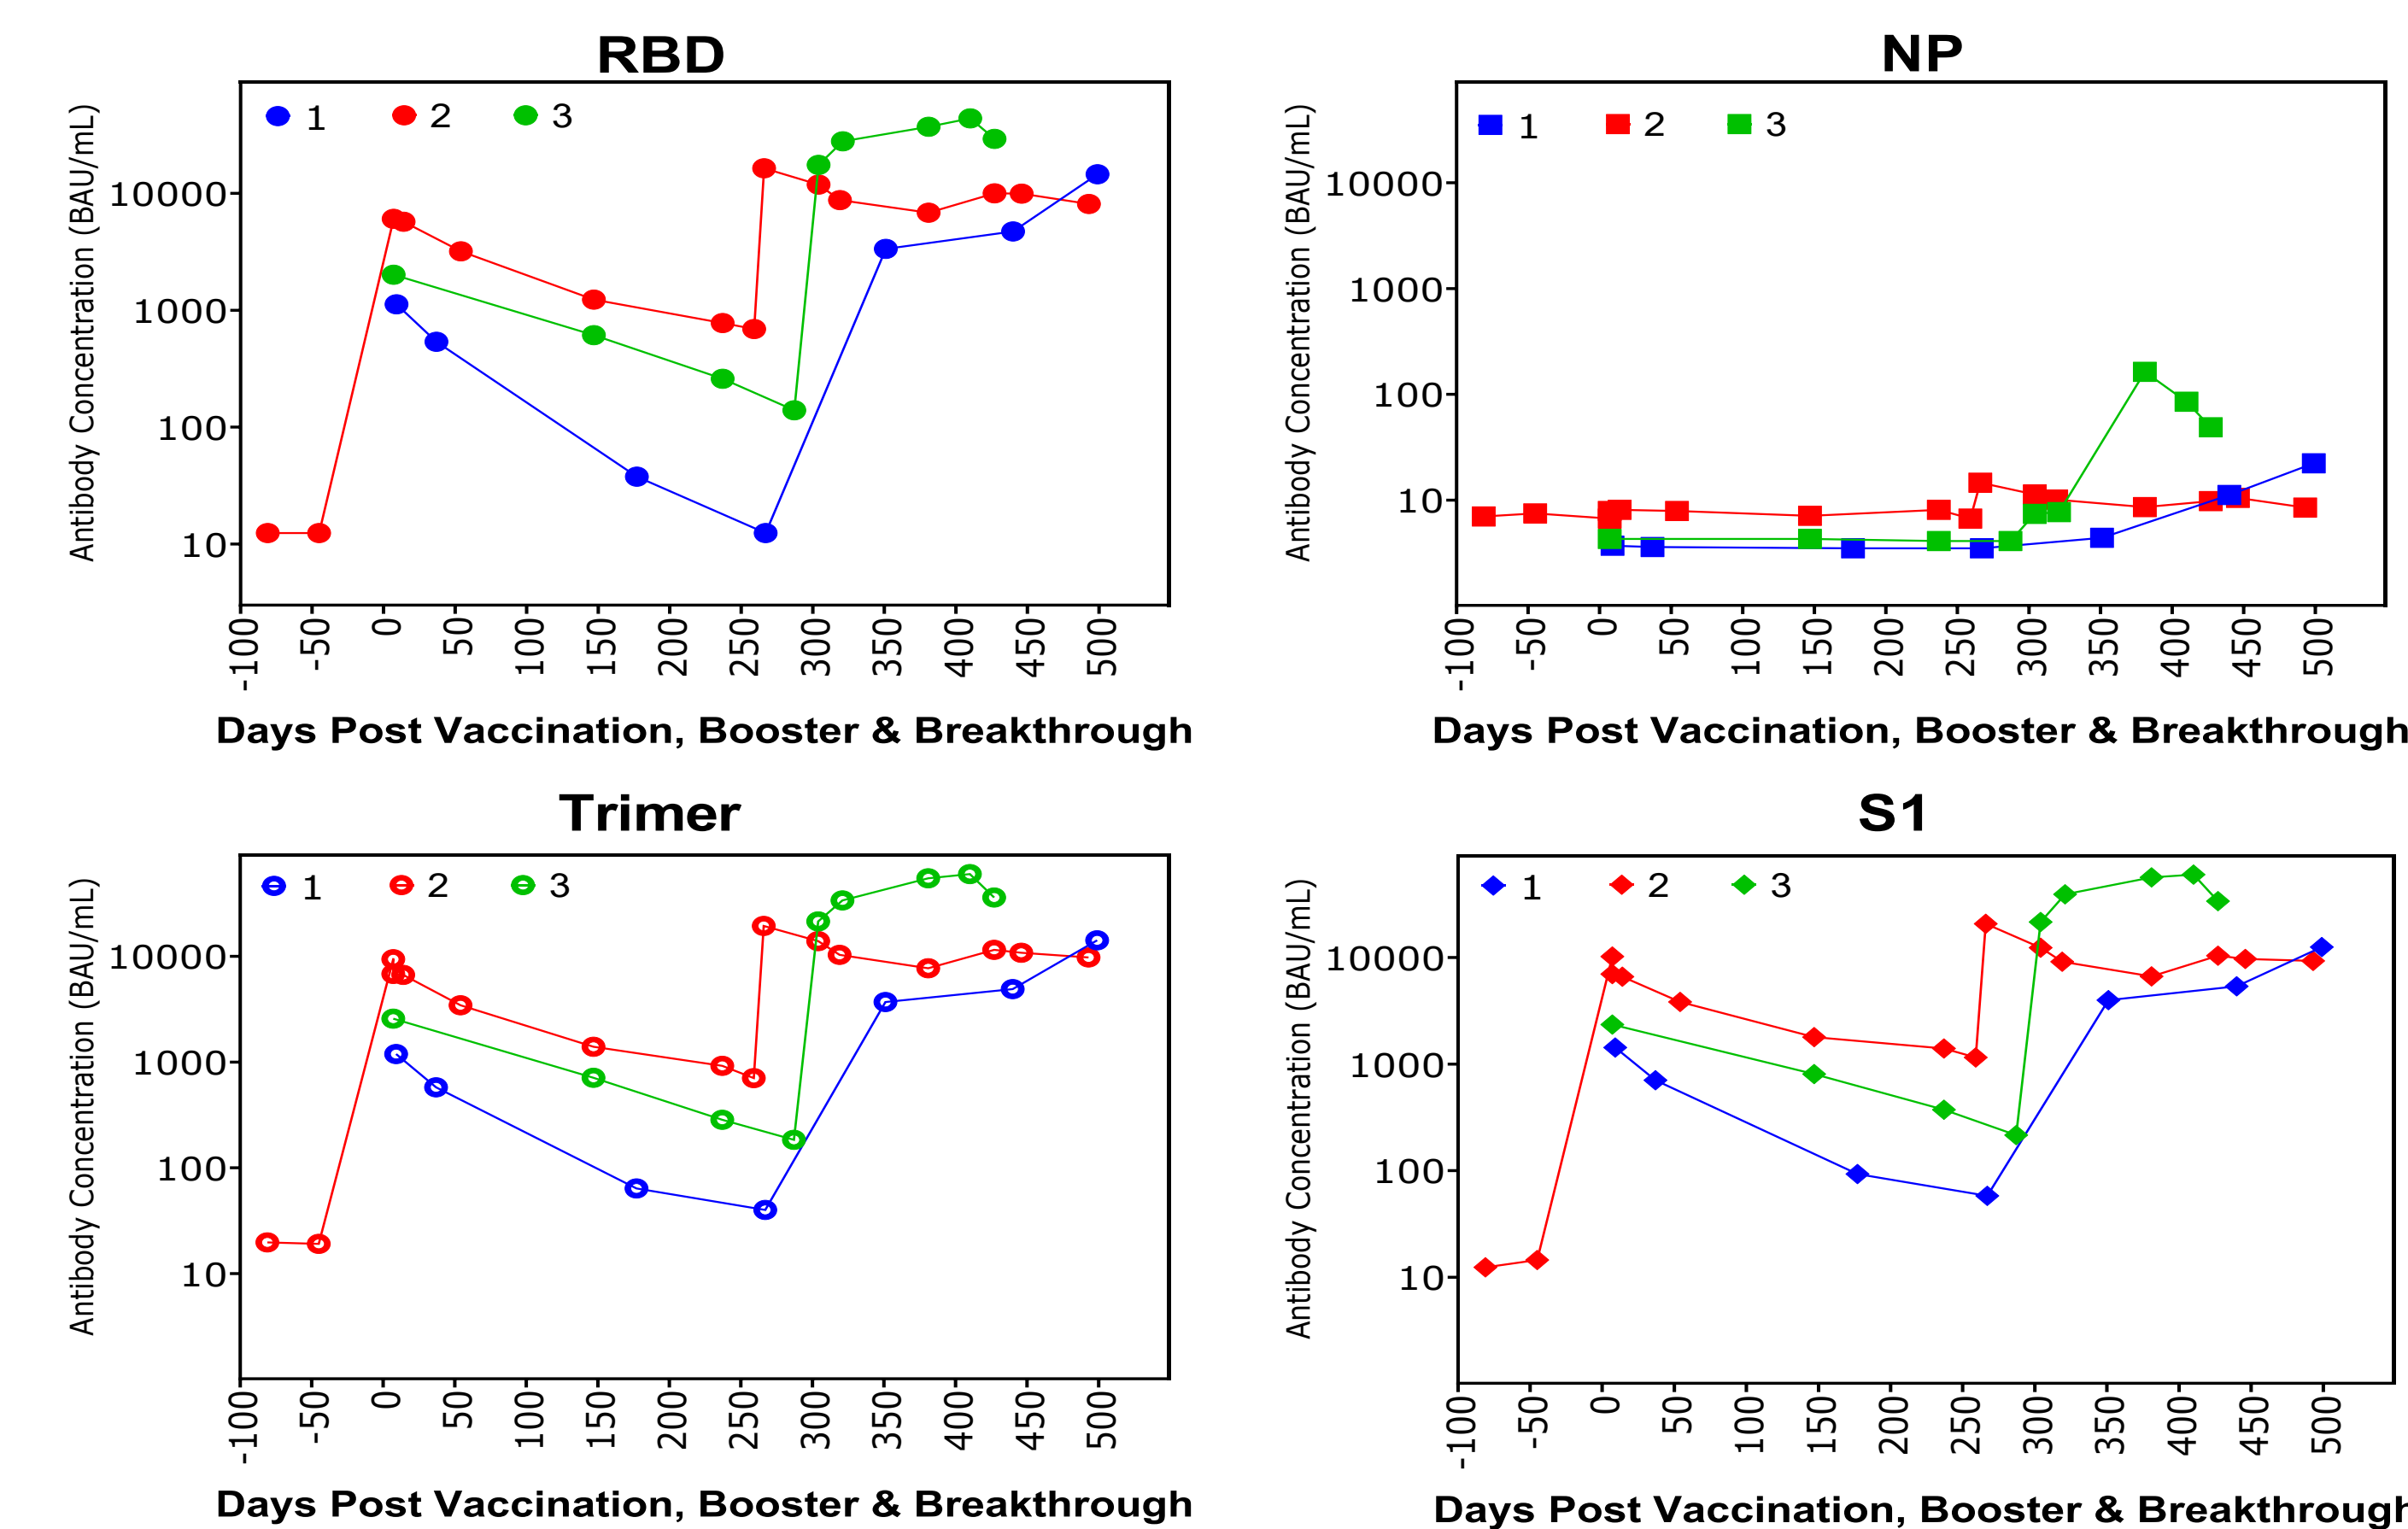 RBD
1 2 3
Antibody Concentration (BAU/mL)
10000
1000
100
10
-100 -50 0 50 100 150 200 250 300 350 400 450 500
Days Post Vaccination, Booster & Breakthrough
NP
1 2 3
Antibody Concentration (BAU/mL)
10000
1000
100
10
-100 -50 0 50 100 150 200 250 300 350 400 450 500
Days Post Vaccination, Booster & Breakthrough
Trimer
1 2 3
Antibody Concentration (BAU/mL)
10000
1000
100
10
-100 -50 0 50 100 150 200 250 300 350 400 450 500
Days Post Vaccination, Booster & Breakthrough
S1
1 2 3
Antibody Concentration (BAU/mL)
10000
1000
100
10
-100 -50 0 50 100 150 200 250 300 350 400 450 500
Days Post Vaccination, Booster & Breakthrough